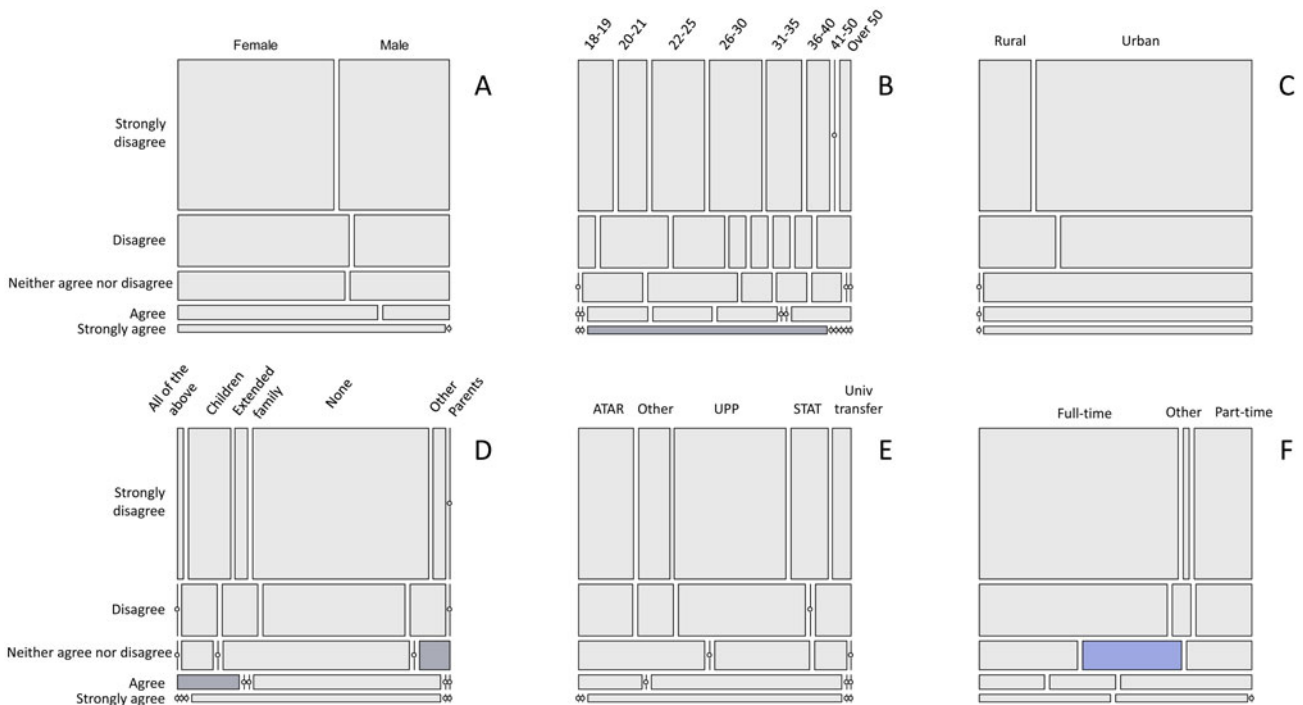 Female Male
A
Strongly
disagree
Disagree
Neither agree nor disagree
Agree
Strongly agree
18-19 20-21 22-25 26-30 31-35 36-40 41-50 Over 50
B
Rural Urban
C
All of the
above
Children
Extended
family
None
Other
Parents
D
Strongly
disagree
Disagree
Neither agree nor disagree
Agree
Strongly agree
ATAR Other UPP STAT Univ
transfer
E
Full-time Other Part-time
F